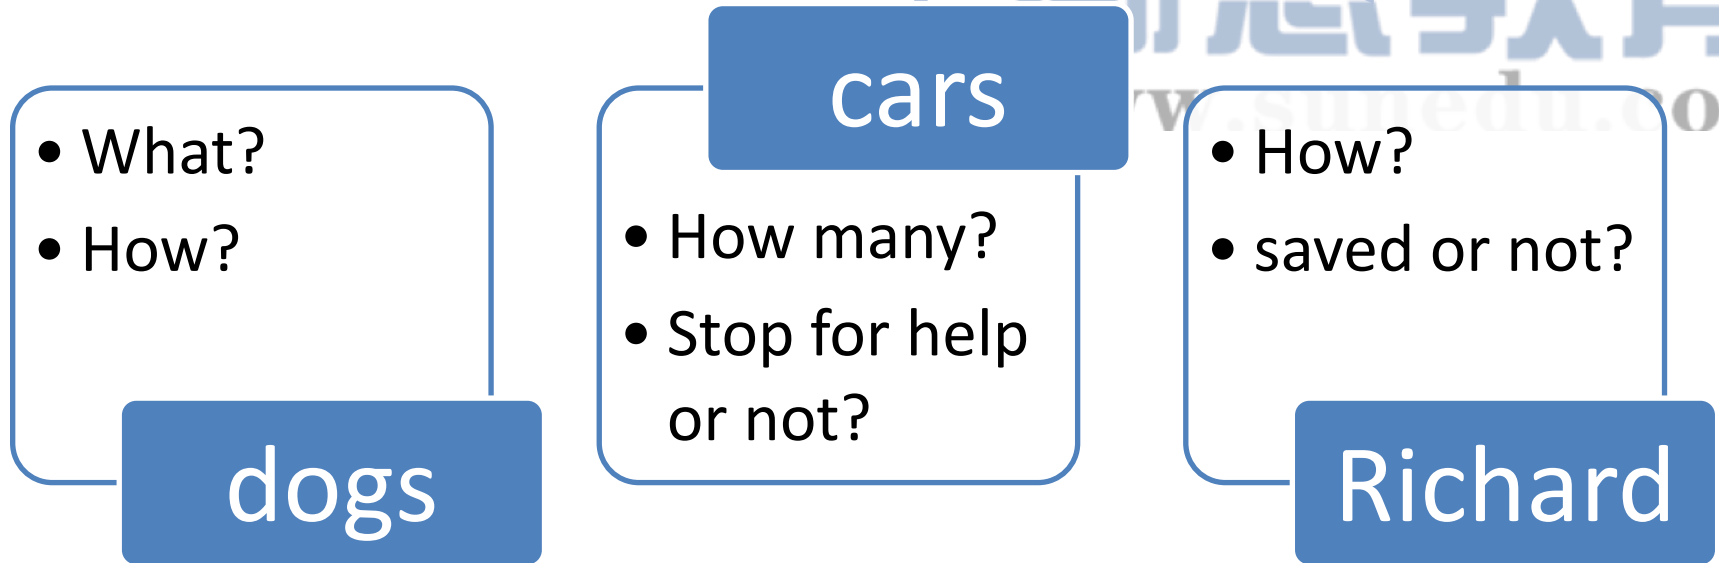 • What?
• How?
dogs
cars
• How many?
• Stop for help
or not?
• How?
• saved or not?
Richard